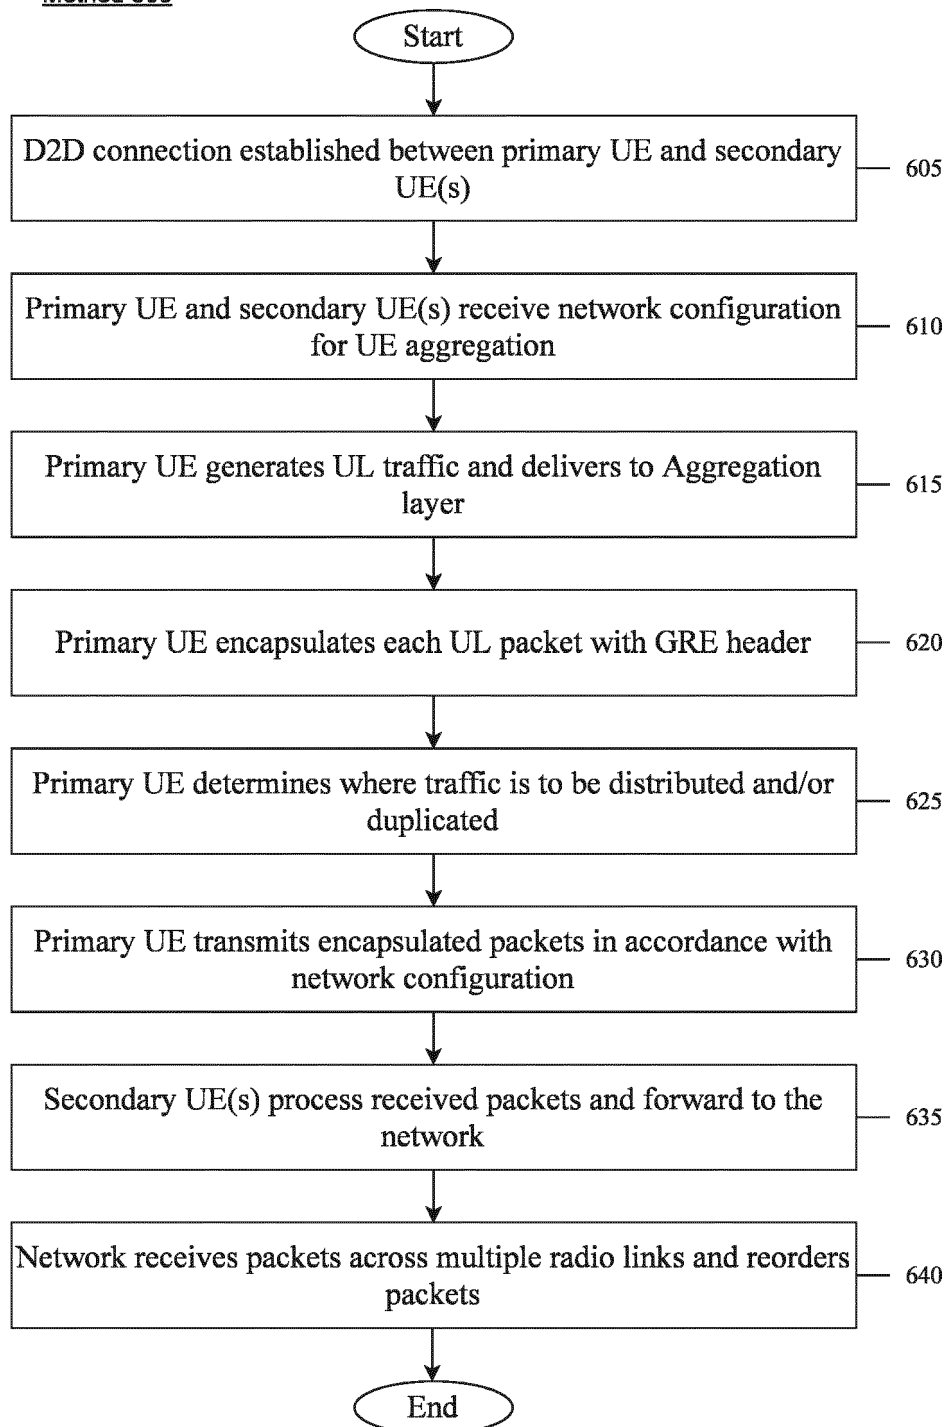 Start
D2D connection established between primary UE and secondary
UE(s)
605
Primary UE and secondary UE(s) receive network configuration
for UE aggregation
610
Primary UE generates UL traffic and delivers to Aggregation
layer
615
Primary UE encapsulates each UL packet with GRE header
620
Primary UE determines where traffic is to be distributed and/or
duplicated
625
Primary UE transmits encapsulated packets in accordance with
network configuration
630
Secondary UE(s) process received packets and forward to the
network
635
Network receives packets across multiple radio links and reorders
packets
640
End